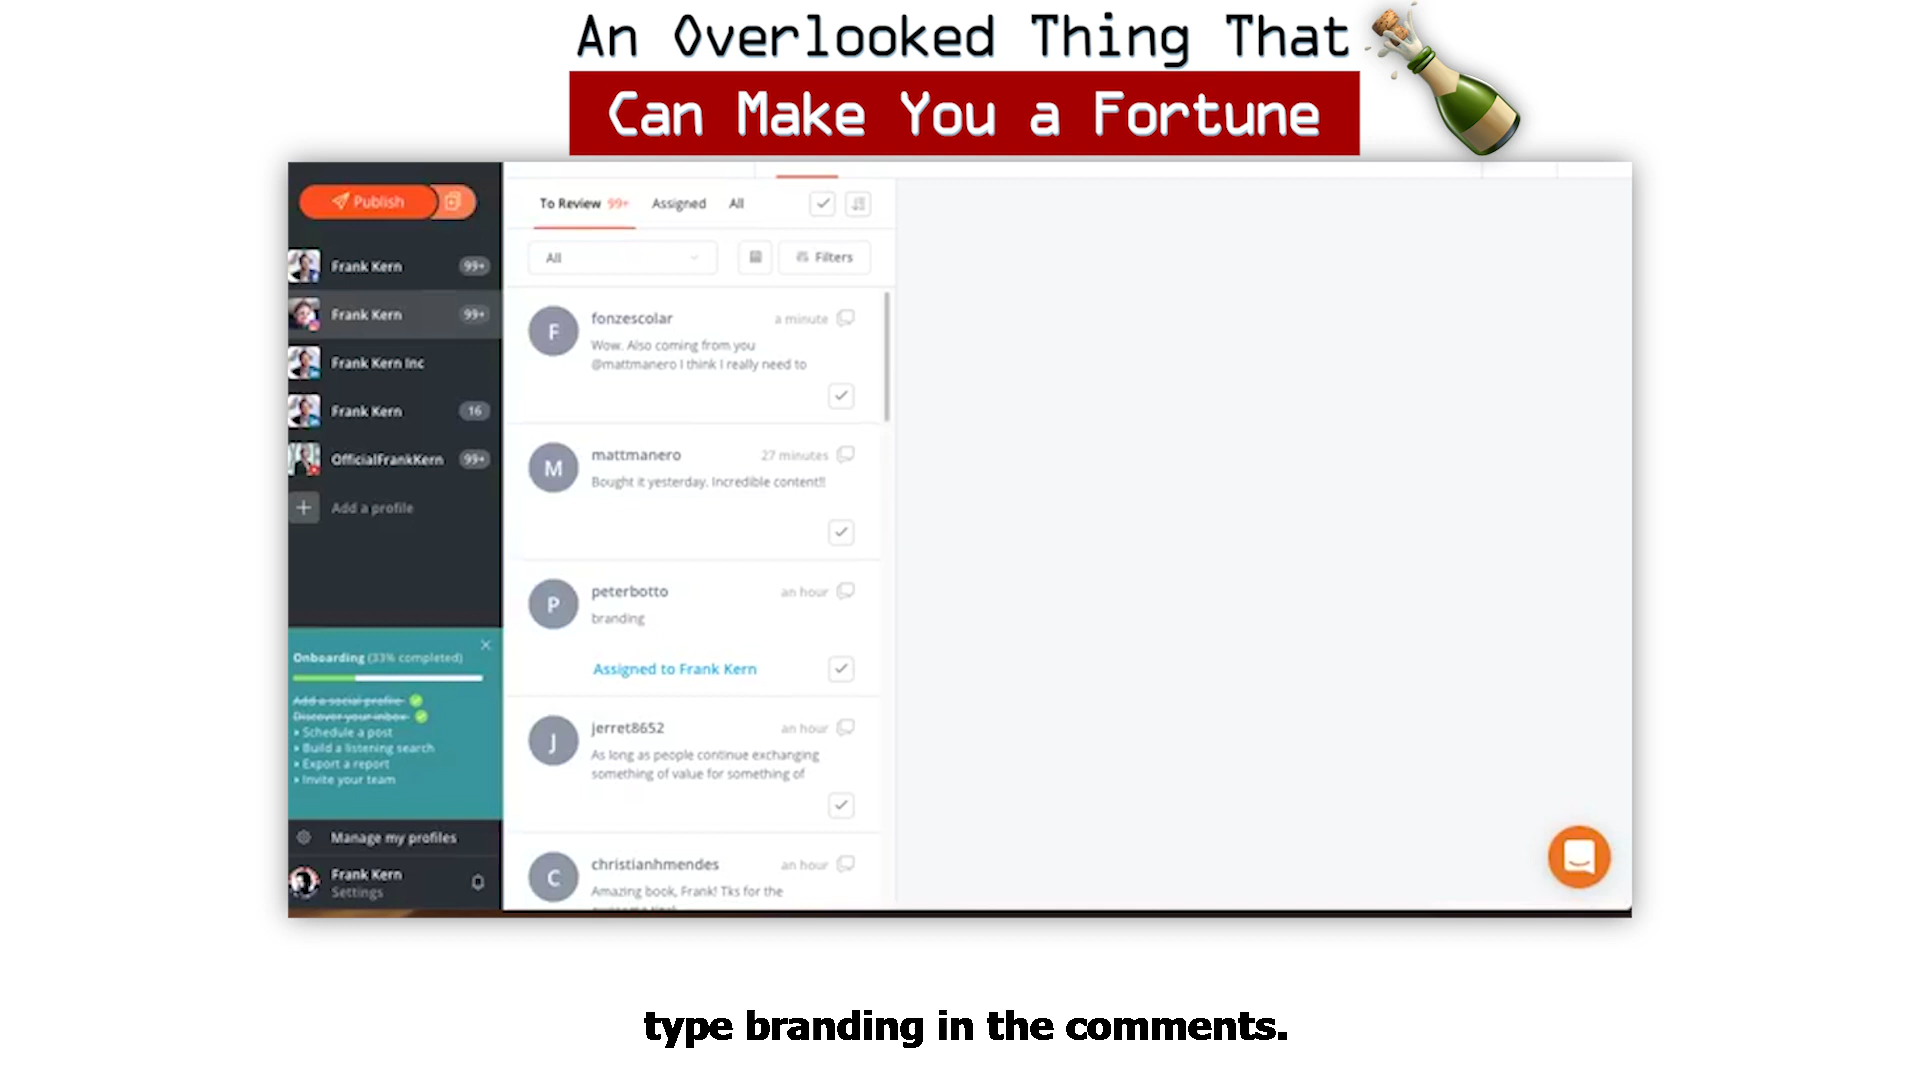 An Overlooked Thing That
Can Make You a Fortune
Publish
Frank Kern 99+
Frank Kern 99+
Frank Kern Inc
Frank Kern 16
OfficialFrankKern 99+
Add a profile
Onboarding (33% completed)
Add a social profile
Discover your inbox
Schedule a post
Build a listening search
Export a report
Invite your team
Manage my profiles
Frank Kern
Settings
To Review 99+ Assigned All
All Filters
F fonzescolar a minute
Wow. Also coming from you
@mattmanero I think I really need to
M mattmanero 27 minutes
Bought it yesterday. Incredible content!!
P peterbotto an hour
branding
Assigned to Frank Kern
J jerret8652 an hour
As long as people continue exchanging
something of value for something of
C christianhmendes an hour
Amazing book, Frank! Tks for the
type branding in the comments.